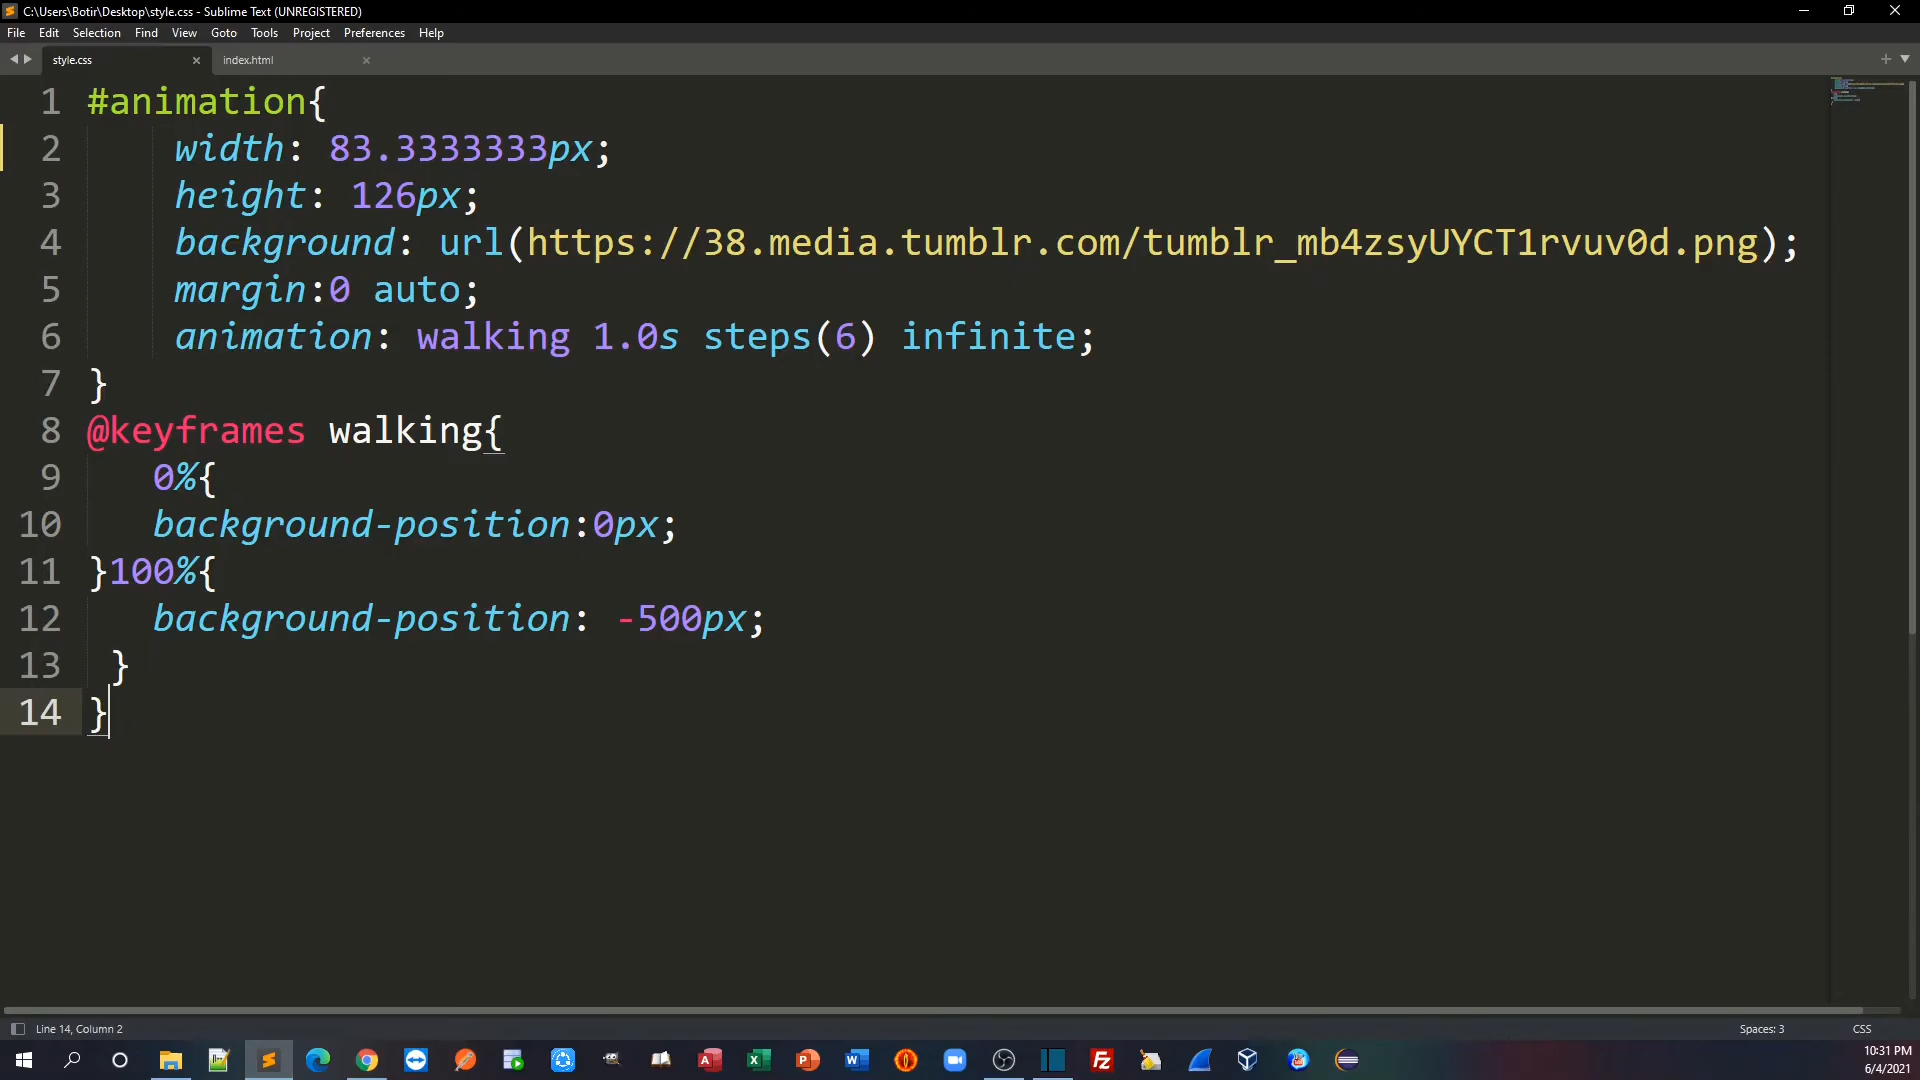 C:\Users\Botir\Desktop\style.css - Sublime Text (UNREGISTERED)
File Edit Selection Find View Goto Tools Project Preferences Help
style.css index.html
1 #animation{
2 width: 83.3333333px;
3 height: 126px;
4 background: url(https://38.media.tumblr.com/tumblr_mb4zsyUYCT1rvuv0d.png);
5 margin:0 auto;
6 animation: walking 1.0s steps(6) infinite;
7 }
8 @keyframes walking{
9 0%{
10 background-position:0px;
11 }100%{
12 background-position: -500px;
13 }
14 }
Line 14, Column 2 Spaces: 3 CSS
10:31 PM
6/4/2021